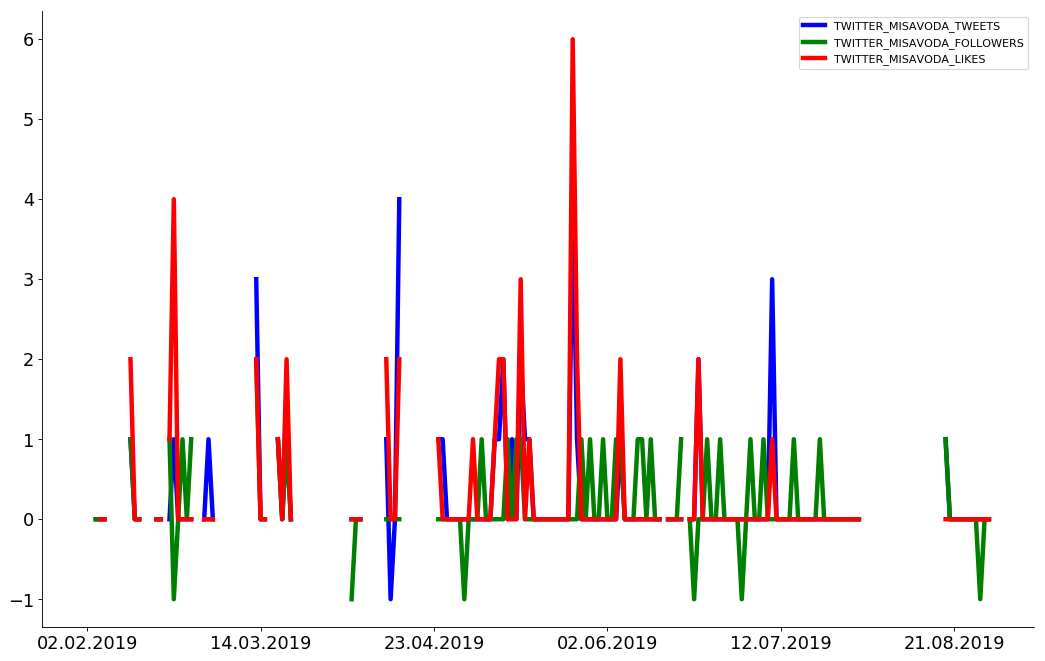 TWITTER_MISAVODA_TWEETS
TWITTER_MISAVODA_FOLLOWERS
TWITTER_MISAVODA_LIKES
6
5
4
3
2
1
0
−1
02.02.2019 14.03.2019 23.04.2019 02.06.2019 12.07.2019 21.08.2019